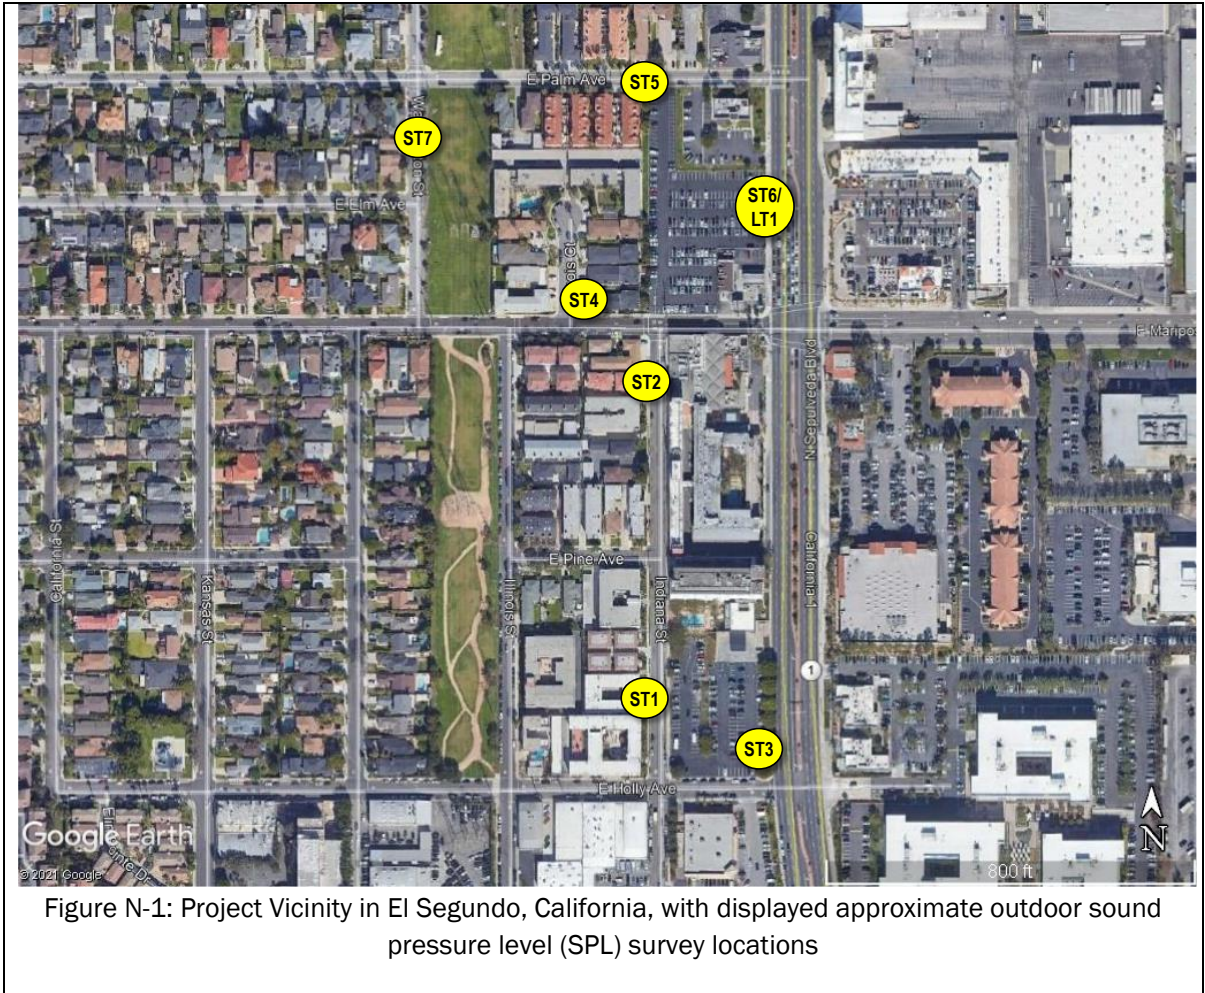 E Palm Ave
ST5
ST7
ST6/
LT1
E Elm Ave
ST4
E Mariposa
N Sepulveda Blvd
ST2
California St
Kansas St
Illinois St
E Pine Ave
Indiana St
California 1
1
ST1
ST3
E Holly Ave
Google Earth
© 2021 Google
N
800 ft
Figure N-1: Project Vicinity in El Segundo, California, with displayed approximate outdoor sound
pressure level (SPL) survey locations